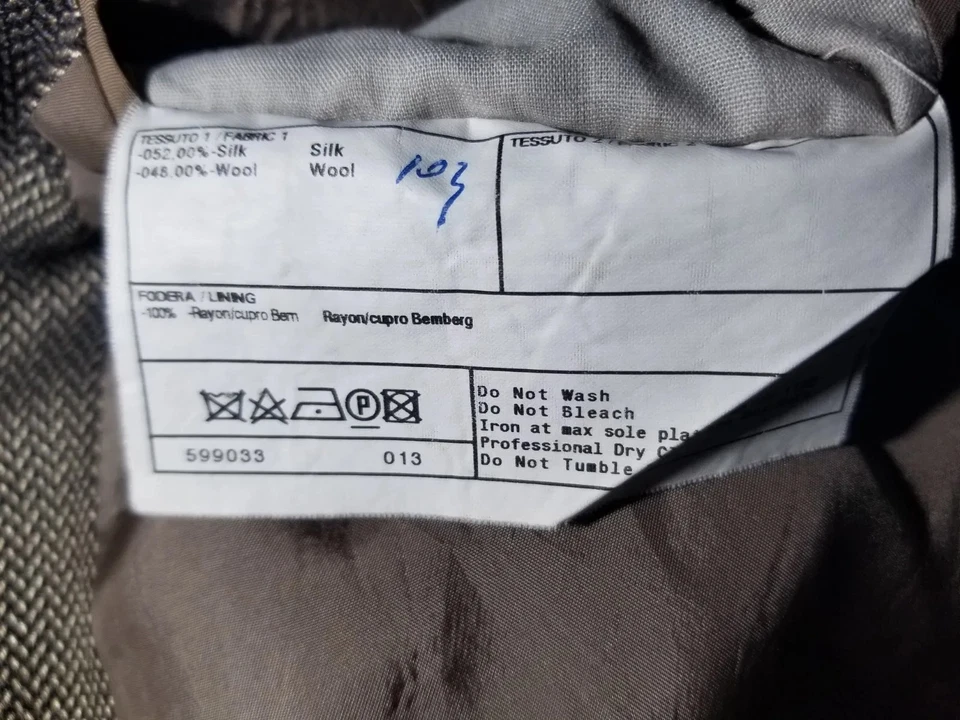 TESSUTO 1 / FABRIC 1
-052.00%-Silk Silk
-048.00%-Wool Wool
103
TESSUTO 2
FODERA / LINING
-100% -Rayon/cupro Bem Rayon/cupro Bemberg
P
Do Not Wash
Do Not Bleach
Iron at max sole pla
Professional Dry C
Do Not Tumble
599033 013